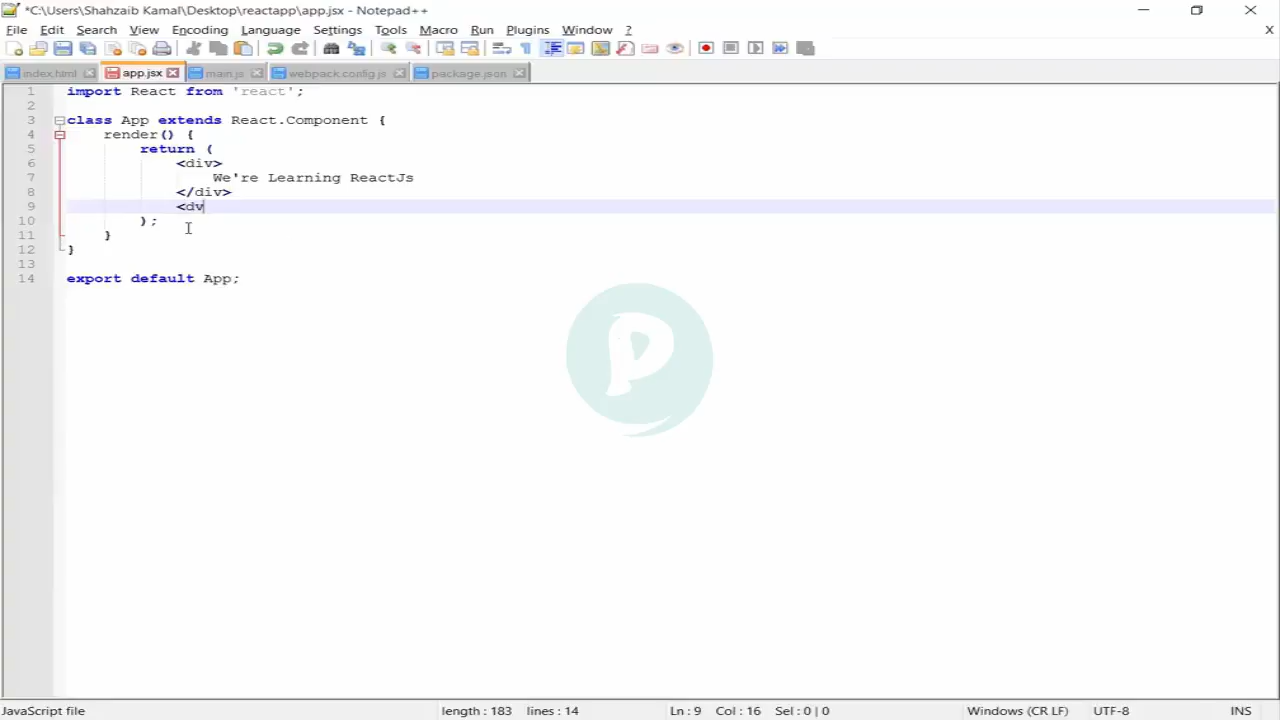 *C:\Users\Shahzaib Kamal\Desktop\reactapp\app.jsx - Notepad++
File Edit Search View Encoding Language Settings Tools Macro Run Plugins Window ? X
index.html app.jsx main.js webpack.config.js package.json
1 import React from 'react';
2
3 class App extends React.Component {
4 render() {
5 return (
6 <div>
7 We're Learning ReactJs
8 </div>
9 <dv
10 );
11 }
12 }
13
14 export default App;
P
JavaScript file length : 183 lines : 14 Ln : 9 Col : 16 Sel : 0 | 0 Windows (CR LF) UTF-8 INS